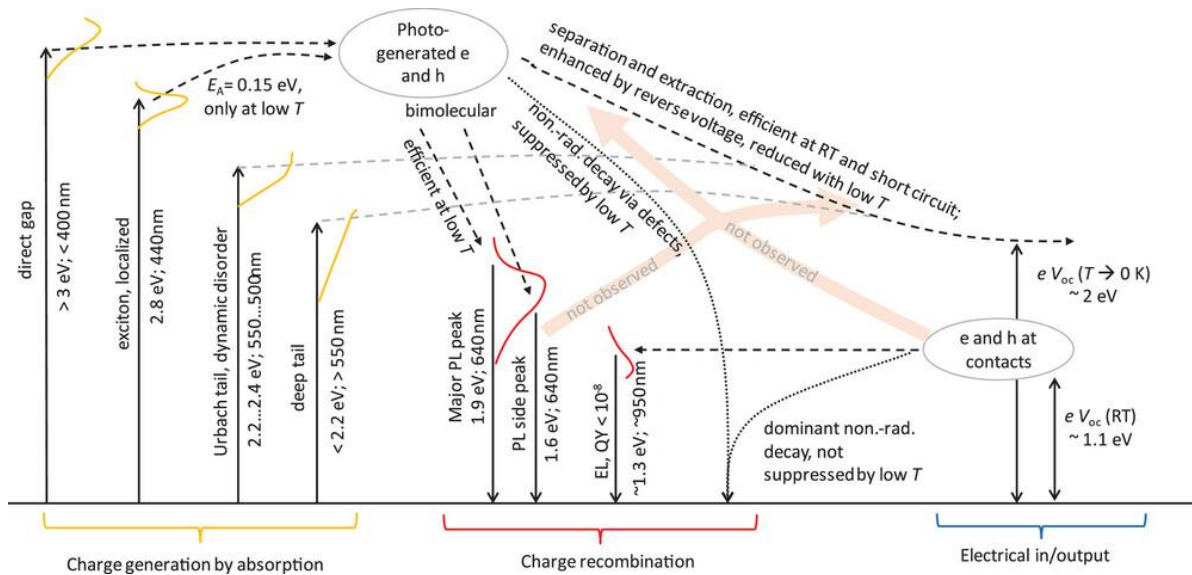 Photo-
generated e
and h
separation and extraction, efficient at RT and short circuit;
enhanced by reverse voltage, reduced with low T
E_A= 0.15 eV,
only at low T
bimolecular
efficient at low T
non.-rad. decay via defects,
suppressed by low T
direct gap
> 3 eV; < 400 nm
exciton, localized
2.8 eV; 440nm
Urbach tail, dynamic disorder
2.2...2.4 eV; 550...500nm
deep tail
<2.2 eV; > 550nm
Major PL peak
1.9 eV; 640nm
PL side peak
1.6 eV; 640nm
EL, QY < 10⁻⁸
~1.3 eV; ~950nm
not observed
not observed
e V_oc (T → 0 K)
~ 2 eV
e and h at
contacts
e V_oc (RT)
~ 1.1 eV
dominant non.-rad.
decay, not
suppressed by low T
Charge generation by absorption
Charge recombination
Electrical in/output